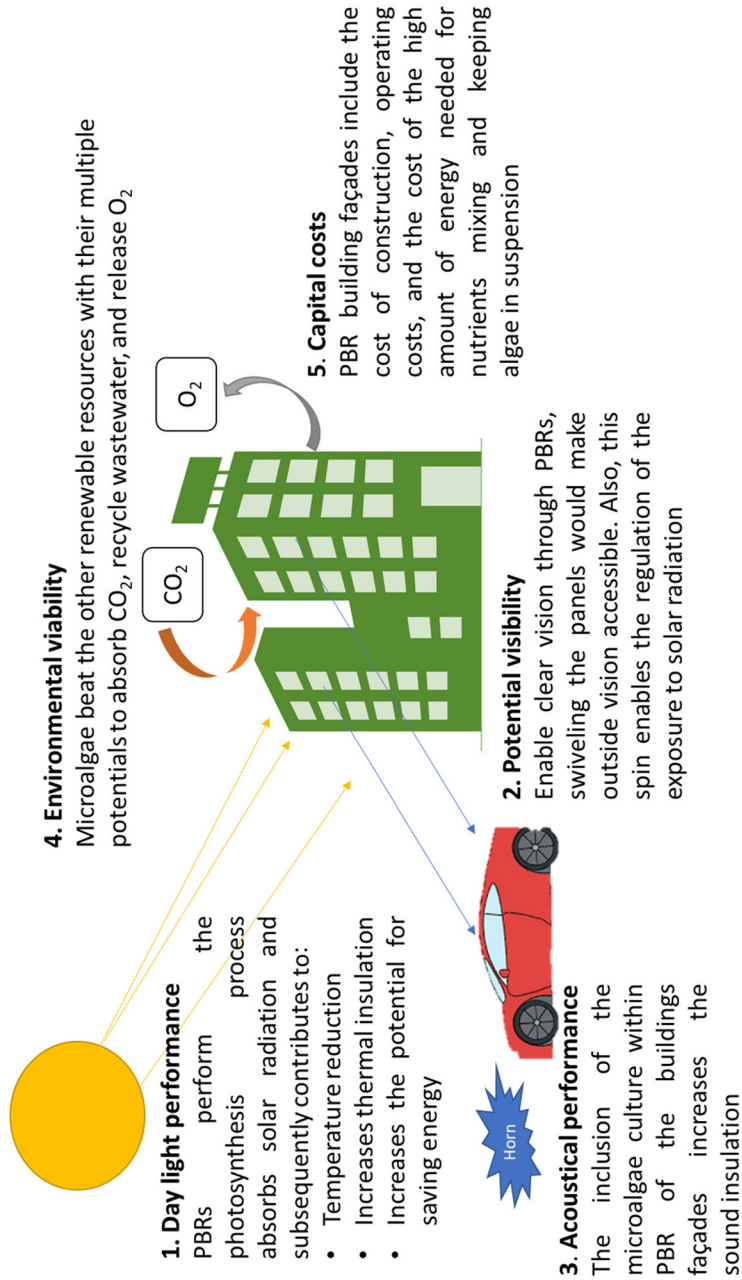 4. Environmental viability
Microalgae beat the other renewable resources with their multiple
potentials to absorb CO₂, recycle wastewater, and release O₂
CO₂
O₂
1. Day light performance
PBRs perform the
photosynthesis process
absorbs solar radiation and
subsequently contributes to:
• Temperature reduction
• Increases thermal insulation
• Increases the potential for
saving energy
5. Capital costs
PBR building façades include the
cost of construction, operating
costs, and the cost of the high
amount of energy needed for
nutrients mixing and keeping
algae in suspension
Horn
3. Acoustical performance
The inclusion of the
microalgae culture within
PBR of the buildings
façades increases the
sound insulation
2. Potential visibility
Enable clear vision through PBRs,
swiveling the panels would make
outside vision accessible. Also, this
spin enables the regulation of the
exposure to solar radiation